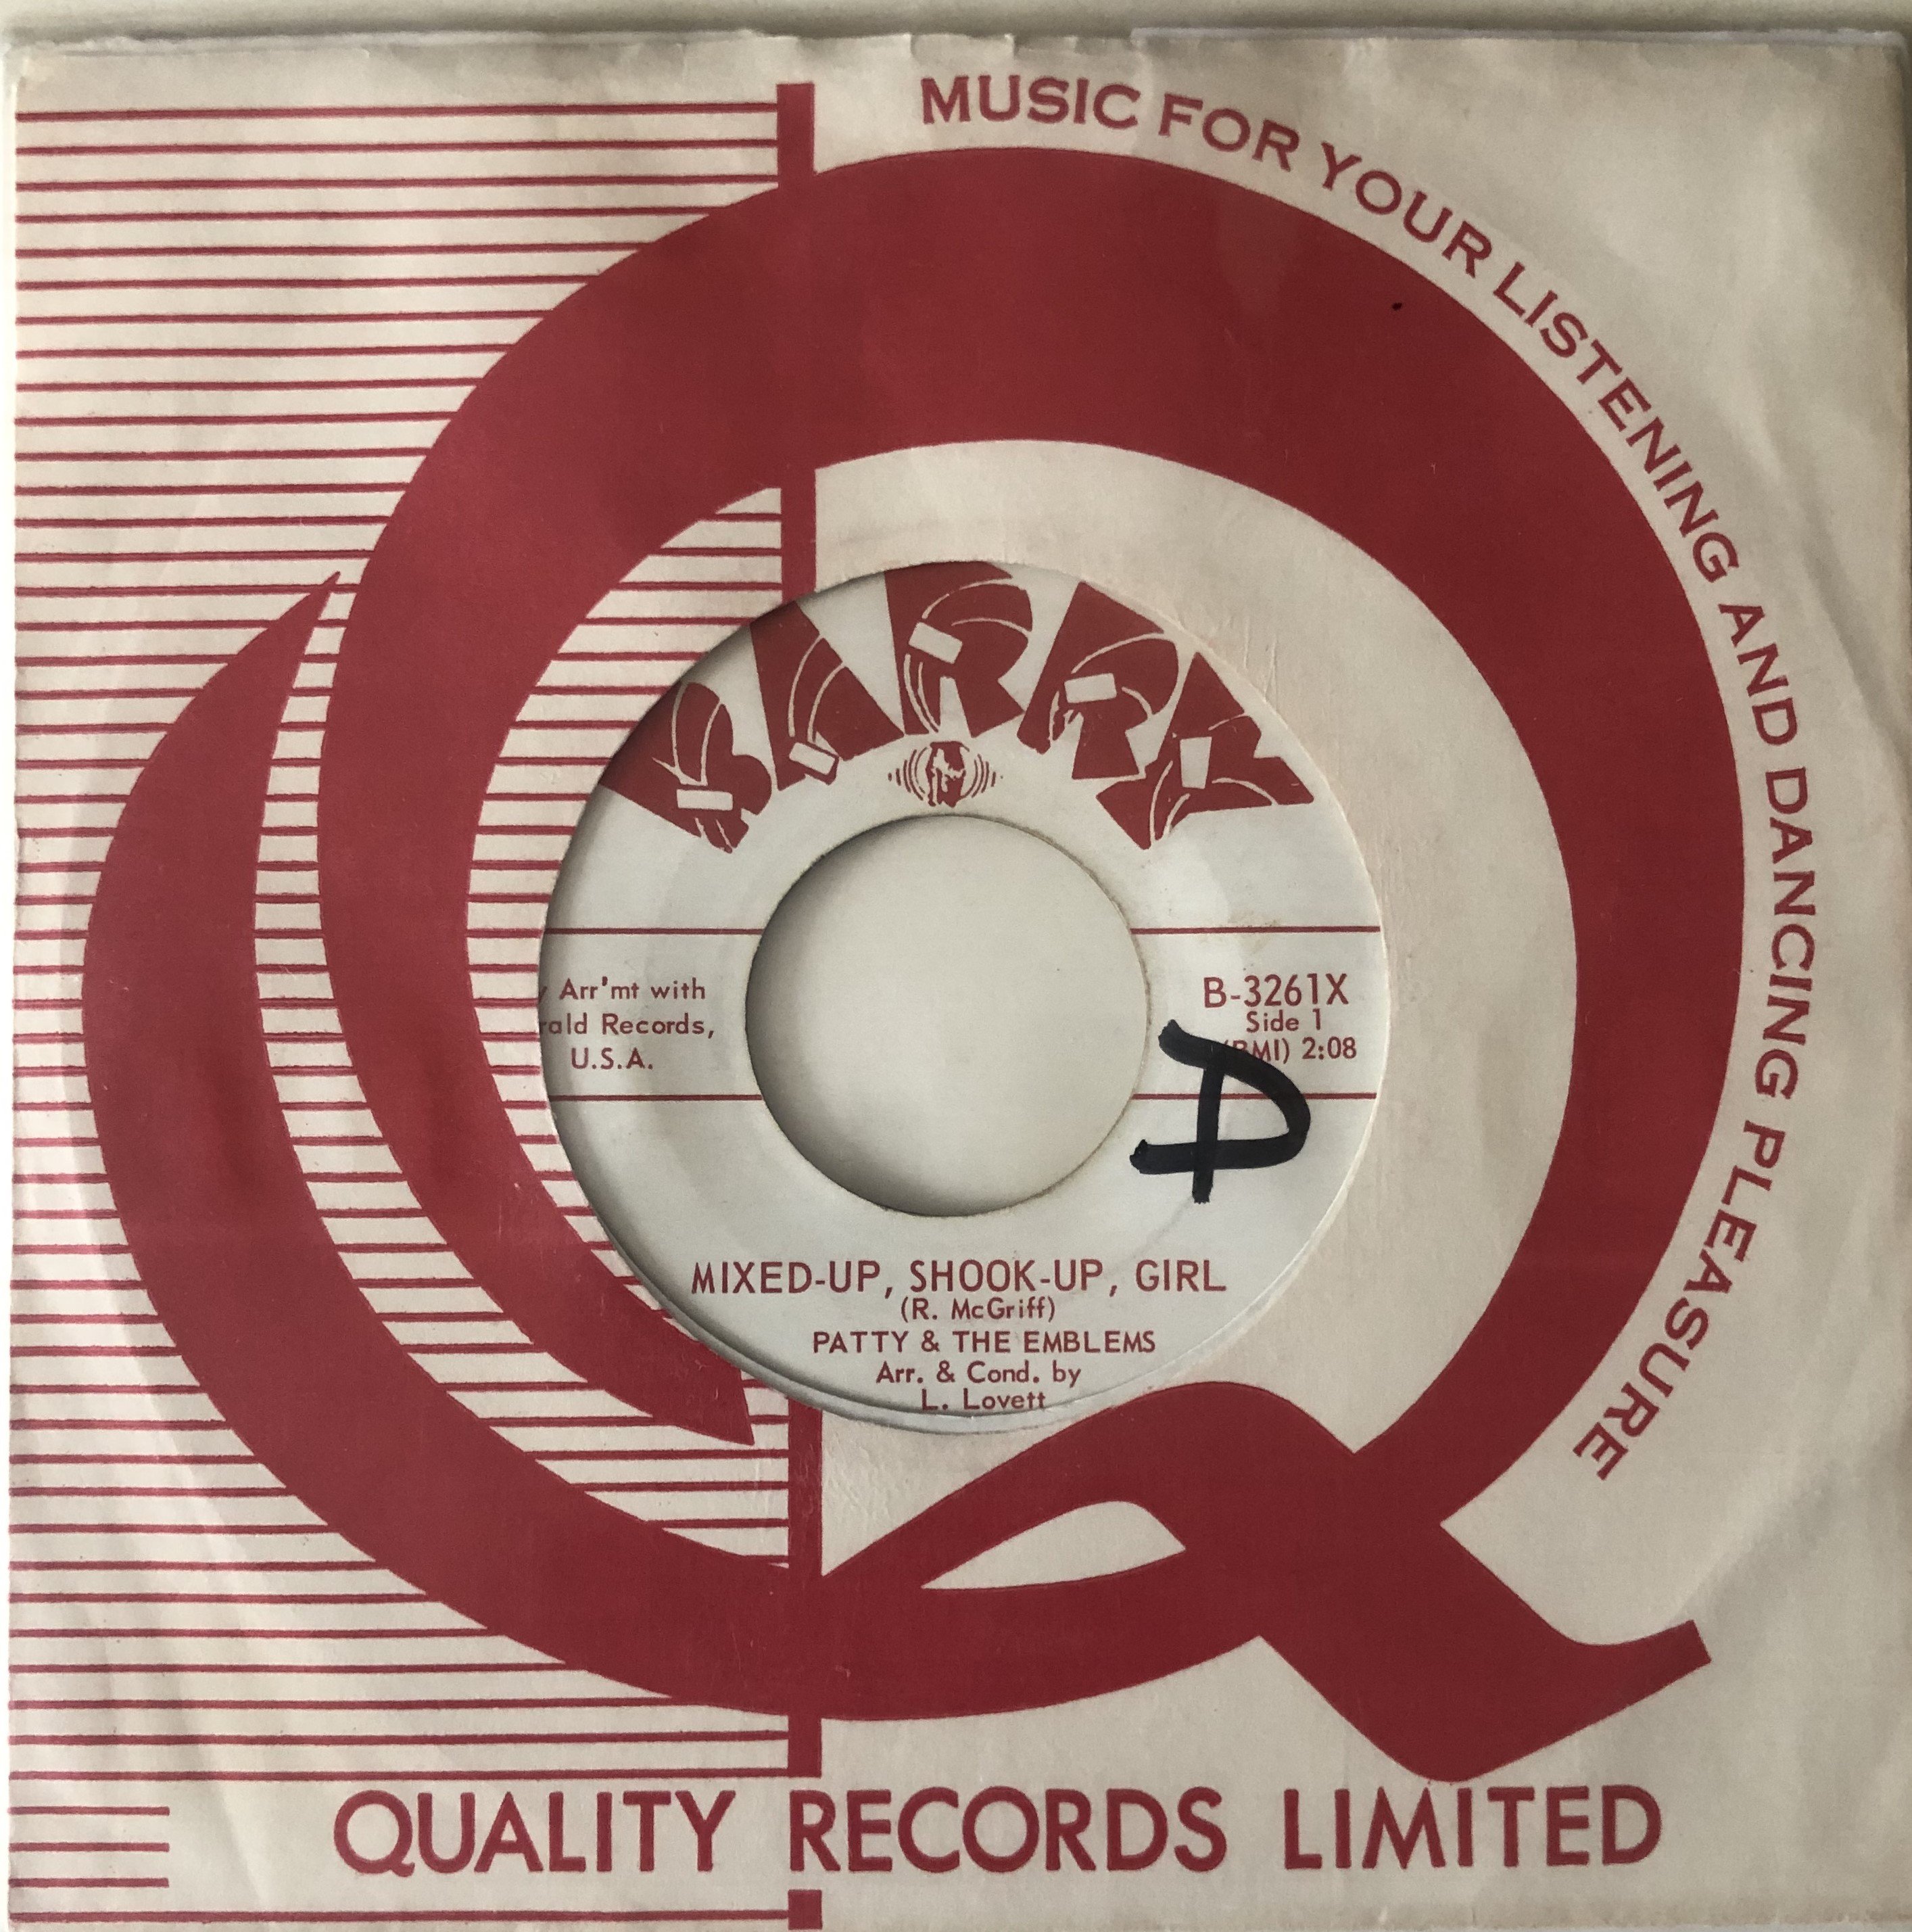 MUSIC FOR YOUR LISTENING AND DANCING PLEASURE
BARRY
Arr'mt with
Records,
U.S.A.
B-3261X
Side 1
(BMI) 2:08
MIXED-UP, SHOOK-UP, GIRL
(R. McGriff)
PATTY & THE EMBLEMS
Arr. & Cond. by
L. Lovett
QUALITY RECORDS LIMITED